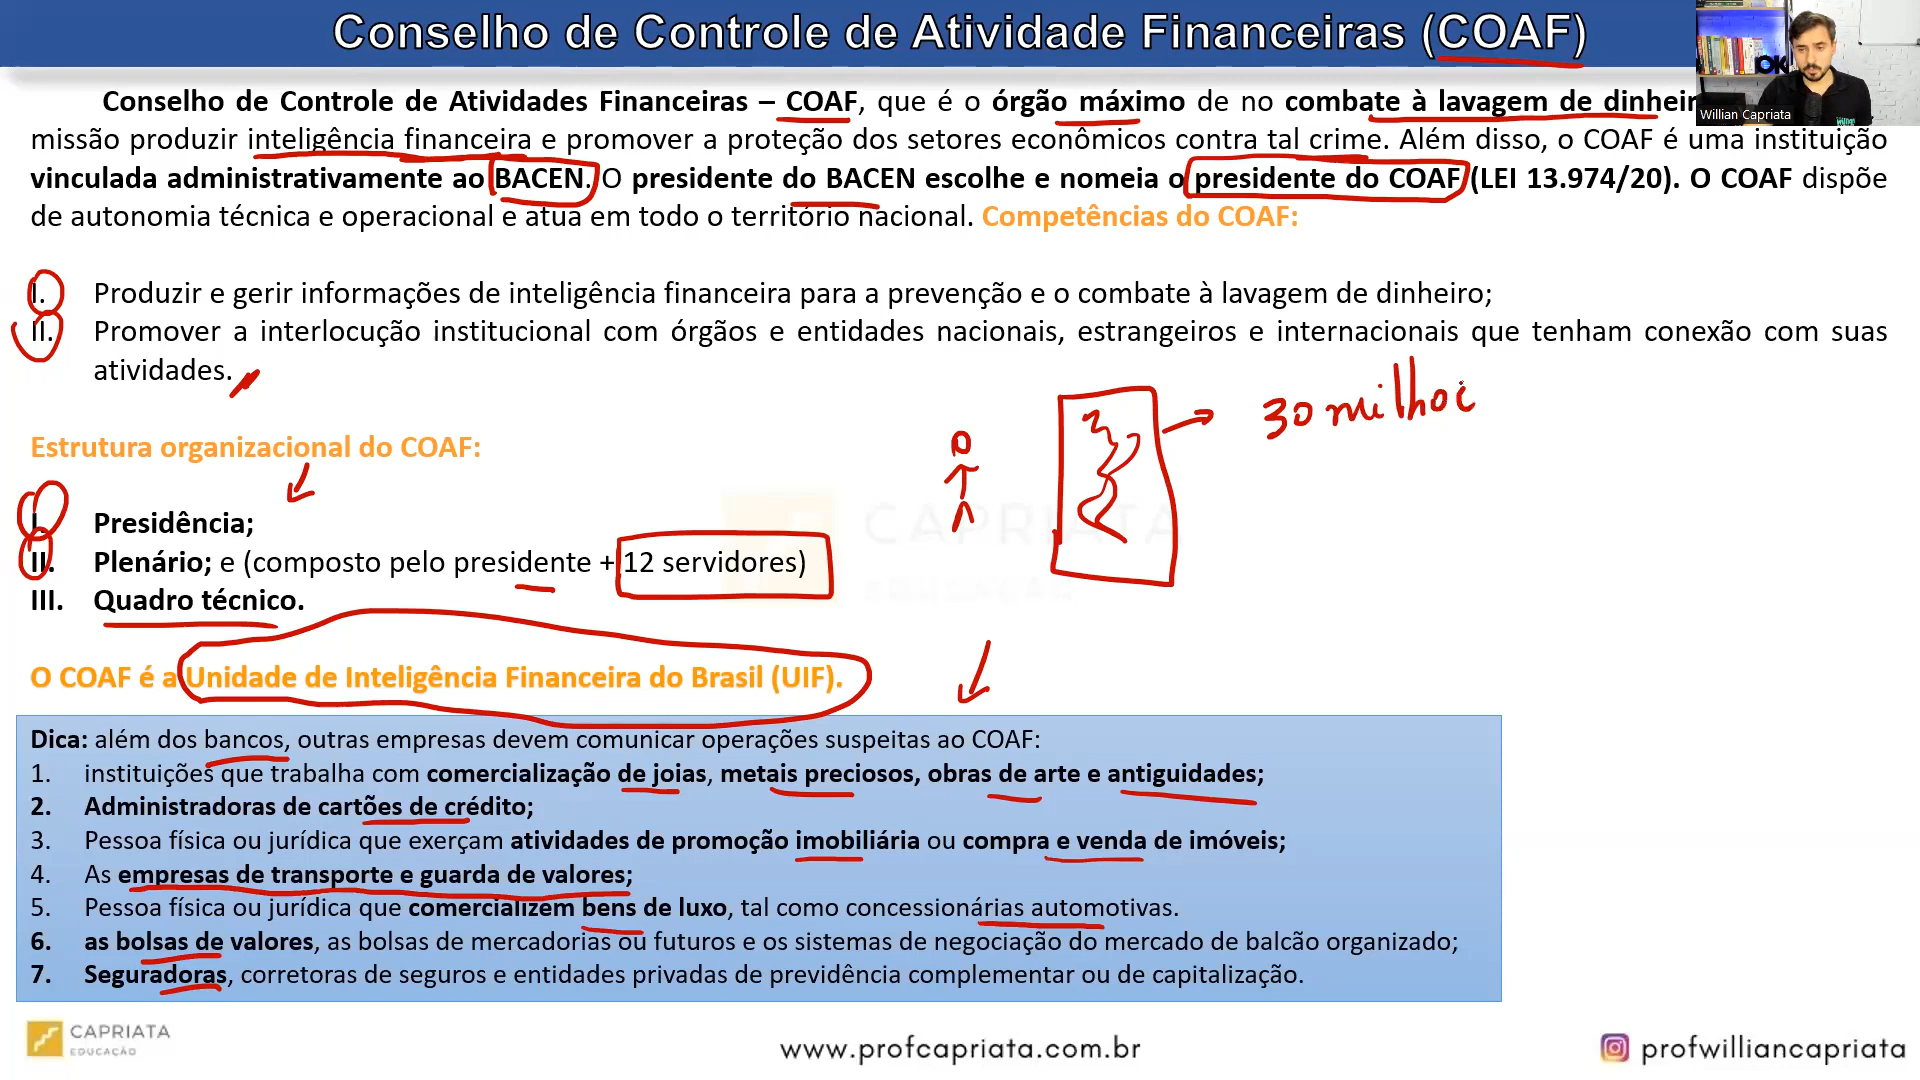 Conselho de Controle de Atividade Financeiras (COAF)
Willian Capriata
Conselho de Controle de Atividades Financeiras – COAF, que é o órgão máximo de no combate à lavagem de
missão produzir inteligência financeira e promover a proteção dos setores econômicos contra tal crime. Além disso, o COAF é uma instituição
vinculada administrativamente ao BACEN. O presidente do BACEN escolhe e nomeia o presidente do COAF (LEI 13.974/20). O COAF dispõe
de autonomia técnica e operacional e atua em todo o território nacional. Competências do COAF:
I. Produzir e gerir informações de inteligência financeira para a prevenção e o combate à lavagem de dinheiro;
II. Promover a interlocução institucional com órgãos e entidades nacionais, estrangeiros e internacionais que tenham conexão com suas
atividades.
30 milhoe
Estrutura organizacional do COAF:
I. Presidência;
II. Plenário; e (composto pelo presidente + 12 servidores)
III. Quadro técnico.
CAPRIATA
EDUCAÇÃO
O COAF é a Unidade de Inteligência Financeira do Brasil (UIF).
Dica: além dos bancos, outras empresas devem comunicar operações suspeitas ao COAF:
1. instituições que trabalha com comercialização de joias, metais preciosos, obras de arte e antiguidades;
2. Administradoras de cartões de crédito;
3. Pessoa física ou jurídica que exerçam atividades de promoção imobiliária ou compra e venda de imóveis;
4. As empresas de transporte e guarda de valores;
5. Pessoa física ou jurídica que comercializem bens de luxo, tal como concessionárias automotivas.
6. as bolsas de valores, as bolsas de mercadorias ou futuros e os sistemas de negociação do mercado de balcão organizado;
7. Seguradoras, corretoras de seguros e entidades privadas de previdência complementar ou de capitalização.
CAPRIATA
EDUCAÇÃO
www.profcapriata.com.br
profwilliancapriata